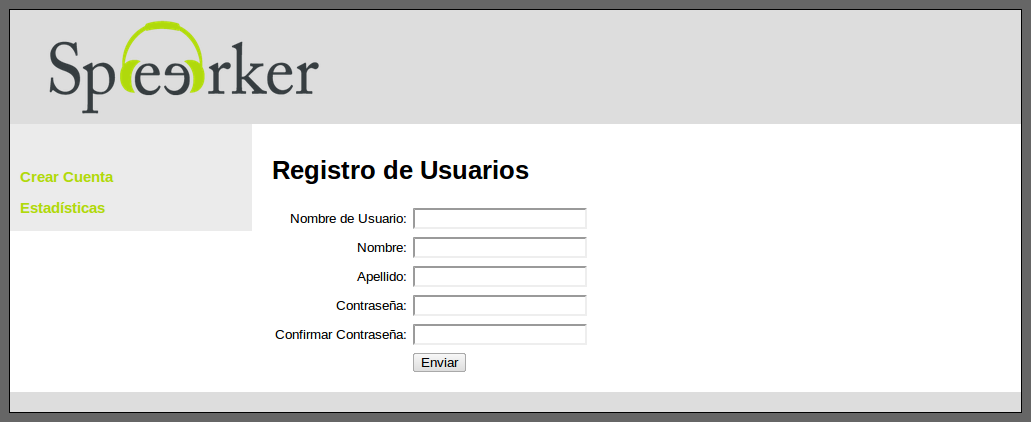 Speerker
Crear Cuenta
Estadísticas
Registro de Usuarios
Nombre de Usuario:
Nombre:
Apellido:
Contraseña:
Confirmar Contraseña:
Enviar